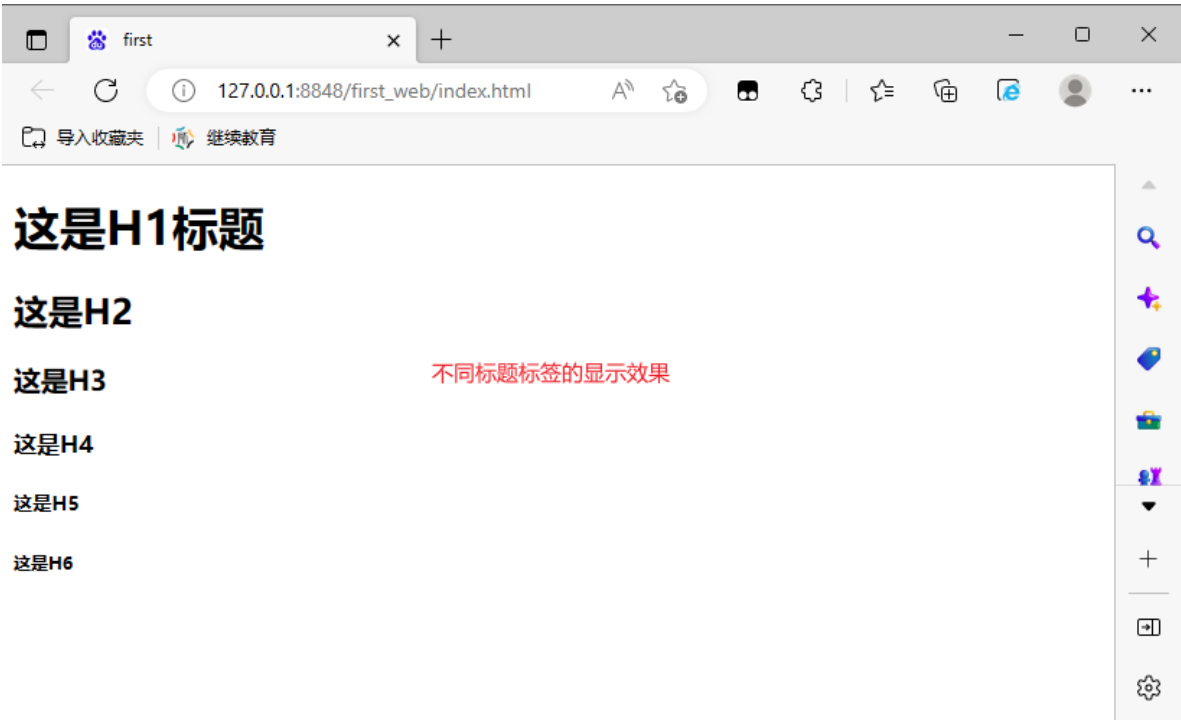 first
127.0.0.1:8848/first_web/index.html
导入收藏夹 继续教育
这是H1标题
这是H2
不同标题标签的显示效果
这是H3
这是H4
这是H5
这是H6